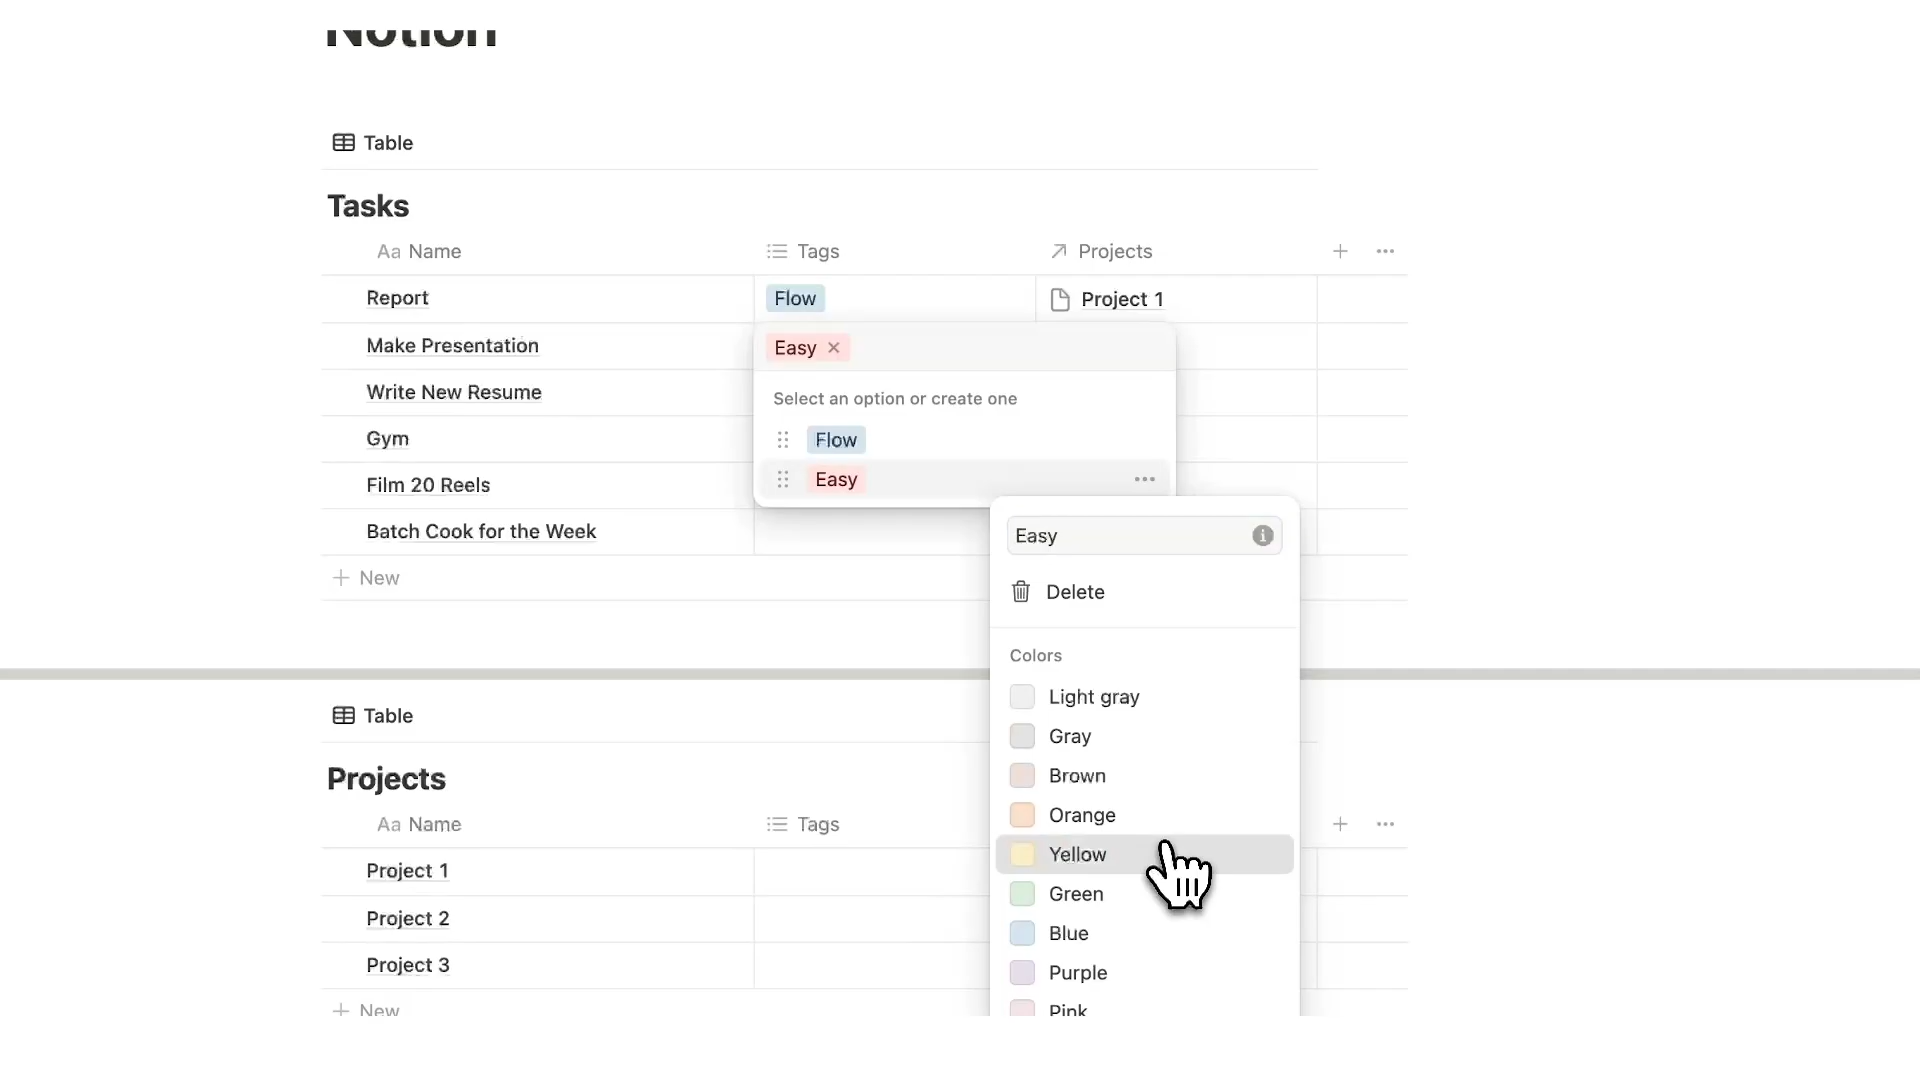 Notion
Table
Tasks
Aa Name Tags Projects
Report Flow Project 1
Make Presentation Easy
Write New Resume Select an option or create one
Gym Flow
Film 20 Reels Easy
Batch Cook for the Week Easy
+ New Delete
Colors
Light gray
Table
Gray
Projects Brown
Aa Name Tags Orange
Yellow
Project 1
Green
Project 2 Blue
Project 3 Purple
+ New Pink